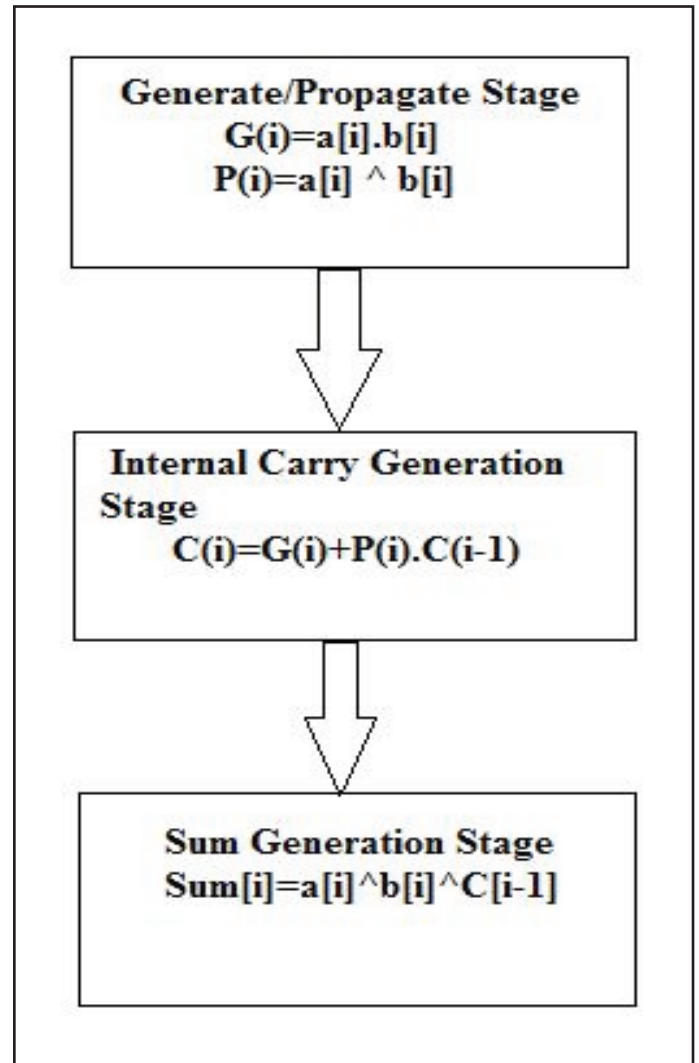 Generate/Propagate Stage
G(i)=a[i].b[i]
P(i)=a[i] ^ b[i]
Internal Carry Generation
Stage
C(i)=G(i)+P(i).C(i-1)
Sum Generation Stage
Sum[i]=a[i]^b[i]^C[i-1]